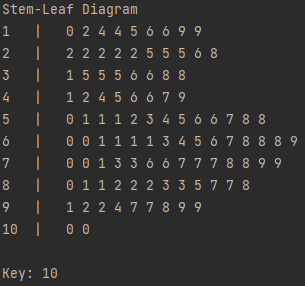 Stem-Leaf Diagram
1 | 0 2 4 4 5 6 6 9 9
2 | 2 2 2 2 2 5 5 5 6 8
3 | 1 5 5 5 6 6 8 8
4 | 1 2 4 5 6 6 7 9
5 | 0 1 1 1 2 3 4 5 6 6 7 8 8
6 | 0 0 1 1 1 1 3 4 5 6 7 8 8 8 9
7 | 0 0 1 3 3 6 6 7 7 7 8 8 9 9
8 | 0 1 1 2 2 2 3 3 5 7 7 8
9 | 1 2 2 4 7 7 8 9 9
10 | 0 0
Key: 10